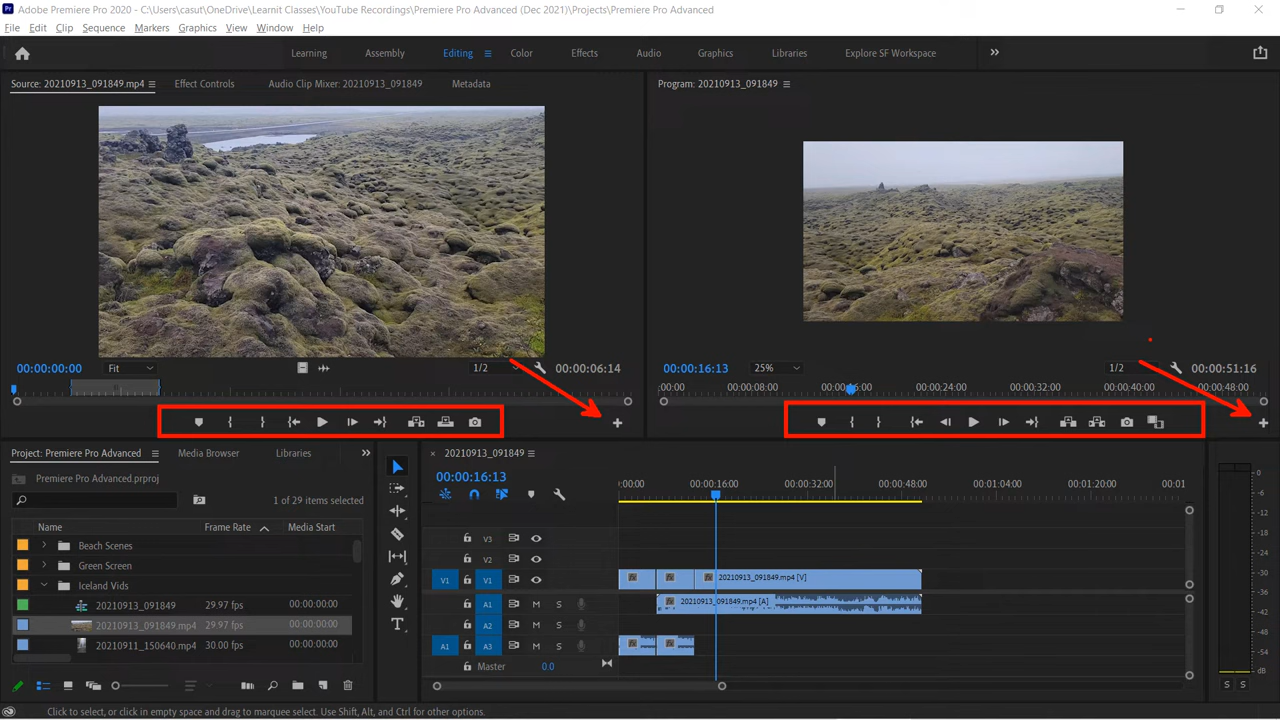 Adobe Premiere Pro 2020 - C:\Users\casut\OneDrive\Learnit Classes\YouTube Recordings\Premiere Pro Advanced (Dec 2021)\Projects\Premiere Pro Advanced
File Edit Clip Sequence Markers Graphics View Window Help
Learning Assembly Editing Color Effects Audio Graphics Libraries Explore SF Workspace
Source: 20210913_091849.mp4 Effect Controls Audio Clip Mixer: 20210913_091849 Metadata
Program: 20210913_091849
00:00:00:00 Fit 1/2 00:00:06:14
00:00:16:13 25% 1/2 00:00:51:16
;00:00 00:00:08:00 00:00:16:00 00:00:24:00 00:00:32:00 00:00:40:00 00:00:48:00
Project: Premiere Pro Advanced Media Browser Libraries
Premiere Pro Advanced.prproj
1 of 29 items selected
Name Frame Rate Media Start
Beach Scenes
Green Screen
Iceland Vids
20210913_091849 29.97 fps 00:00:00:00
20210913_091849.mp4 29.97 fps 00:00:00:00
20210911_150640.mp4 30.00 fps 00:00:00:00
20210913_091849
00:00:16:13
:00:00 00:00:16:00 00:00:32:00 00:00:48:00 00:01:04:00 00:01:20:00 00:01
V3
V2
V1 V1 fx fx fx 20210913_091849.mp4 [V]
A1 M S fx 20210913_091849.mp4 [A]
A2 M S
A1 A3 M S fx fx
Master 0.0
0
-6
-12
-18
-24
-30
-36
-42
-48
-54
dB
S S
Click to select, or click in empty space and drag to marquee select. Use Shift, Alt, and Ctrl for other options.